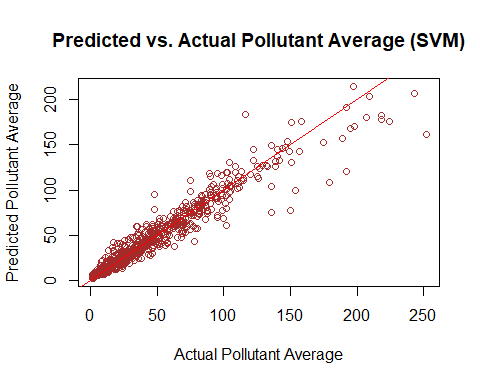 Predicted vs. Actual Pollutant Average (SVM)
Predicted Pollutant Average
200
150
100
50
0
0 50 100 150 200 250
Actual Pollutant Average